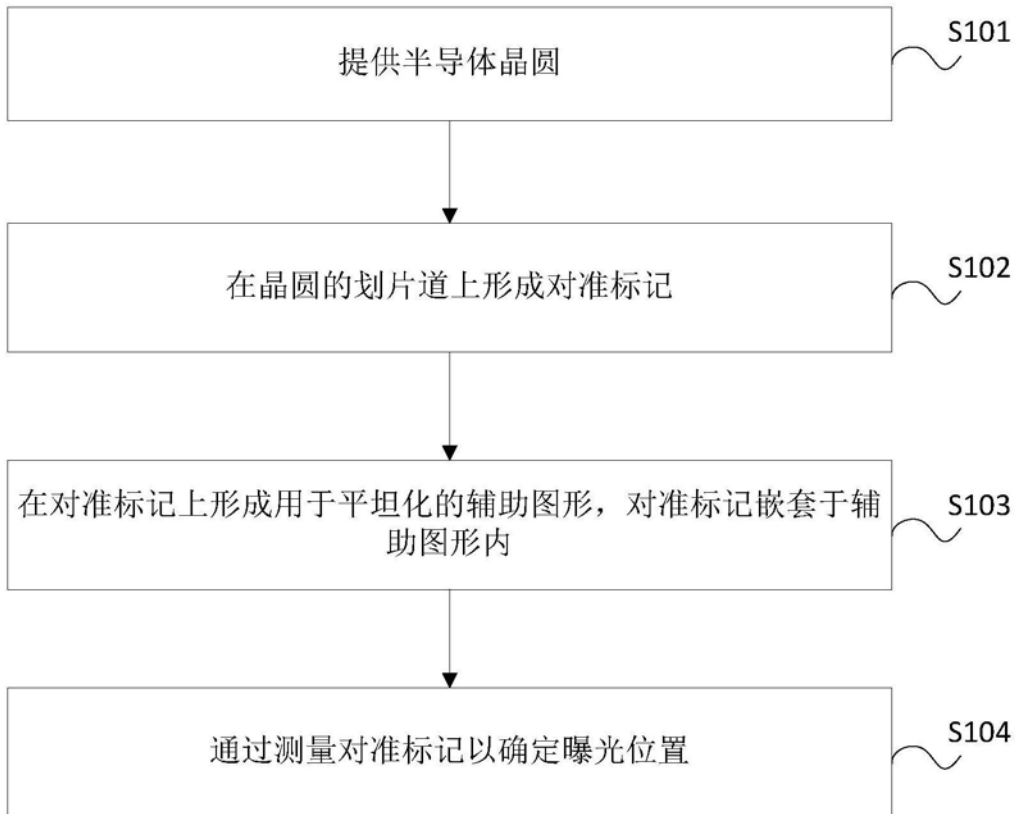 提供半导体晶圆
S101
在晶圆的划片道上形成对准标记
S102
在对准标记上形成用于平坦化的辅助图形，对准标记嵌套于辅
助图形内
S103
通过测量对准标记以确定曝光位置
S104